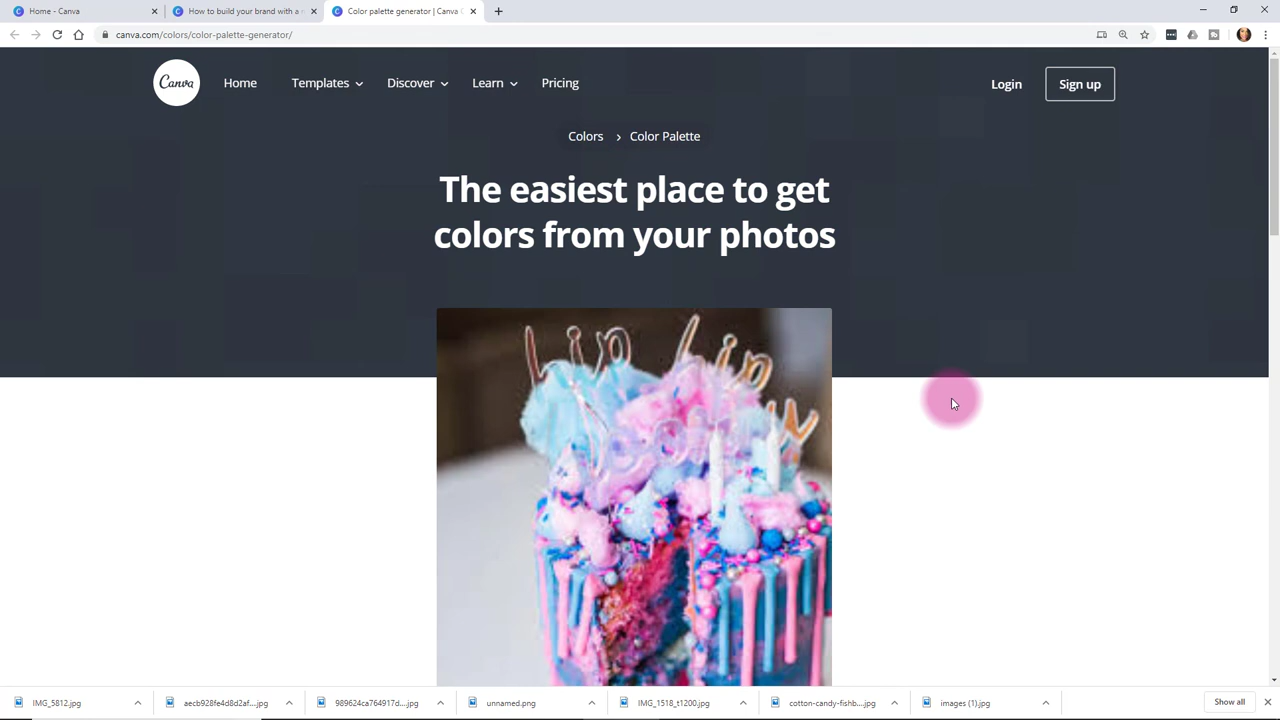 Home - Canva
How to build your brand with a
Color palette generator | Canva
canva.com/colors/color-palette-generator/
Canva
Home
Templates
Discover
Learn
Pricing
Login
Sign up
Colors > Color Palette
The easiest place to get
colors from your photos
hip hip
IMG_5812.jpg
aecb928fe4d8d2af....jpg
989624ca764917d....jpg
unnamed.png
IMG_1518_t1200.jpg
cotton-candy-fishb....jpg
images (1).jpg
Show all